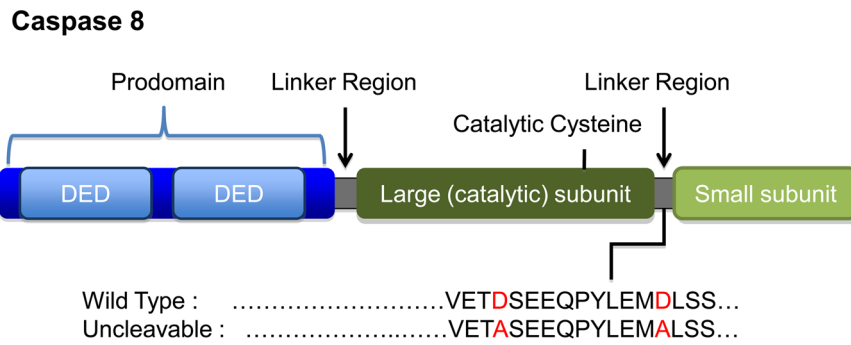 Caspase 8
Prodomain
Linker Region
Linker Region
Catalytic Cysteine
DED
DED
Large (catalytic) subunit
Small subunit
Wild Type : ……………………….VETDSEEQPYLEMDLSS…
Uncleavable : …………………..……VETASEEQPYLEMALSS…